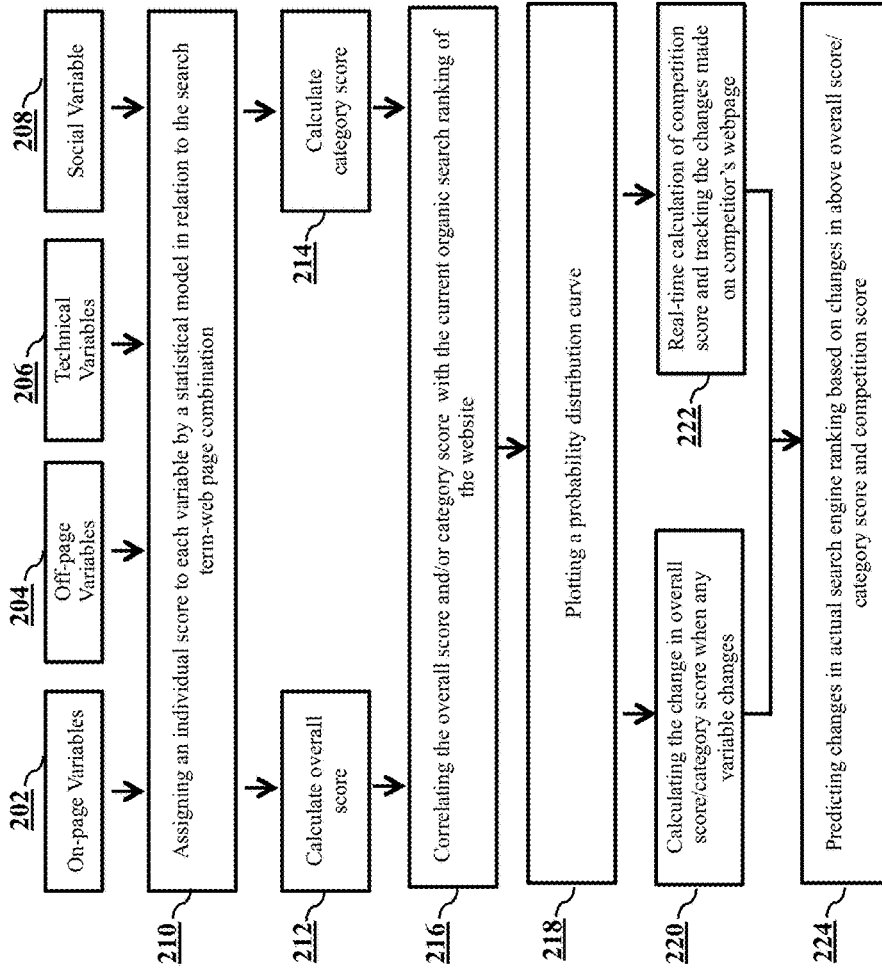 202
On-page Variables
204
Off-page
Variables
206
Technical
Variables
208
Social Variable
210
Assigning an individual score to each variable by a statistical model in relation to the search
term-web page combination
212
Calculate overall
score
214
Calculate
category score
216
Correlating the overall score and/or category score with the current organic search ranking of
the website
218
Plotting a probability distribution curve
220
Calculating the change in overall
score/category score when any
variable changes
222
Real-time calculation of competition
score and tracking the changes made
on competitor's webpage
224
Predicting changes in actual search engine ranking based on changes in above overall score/
category score and competition score